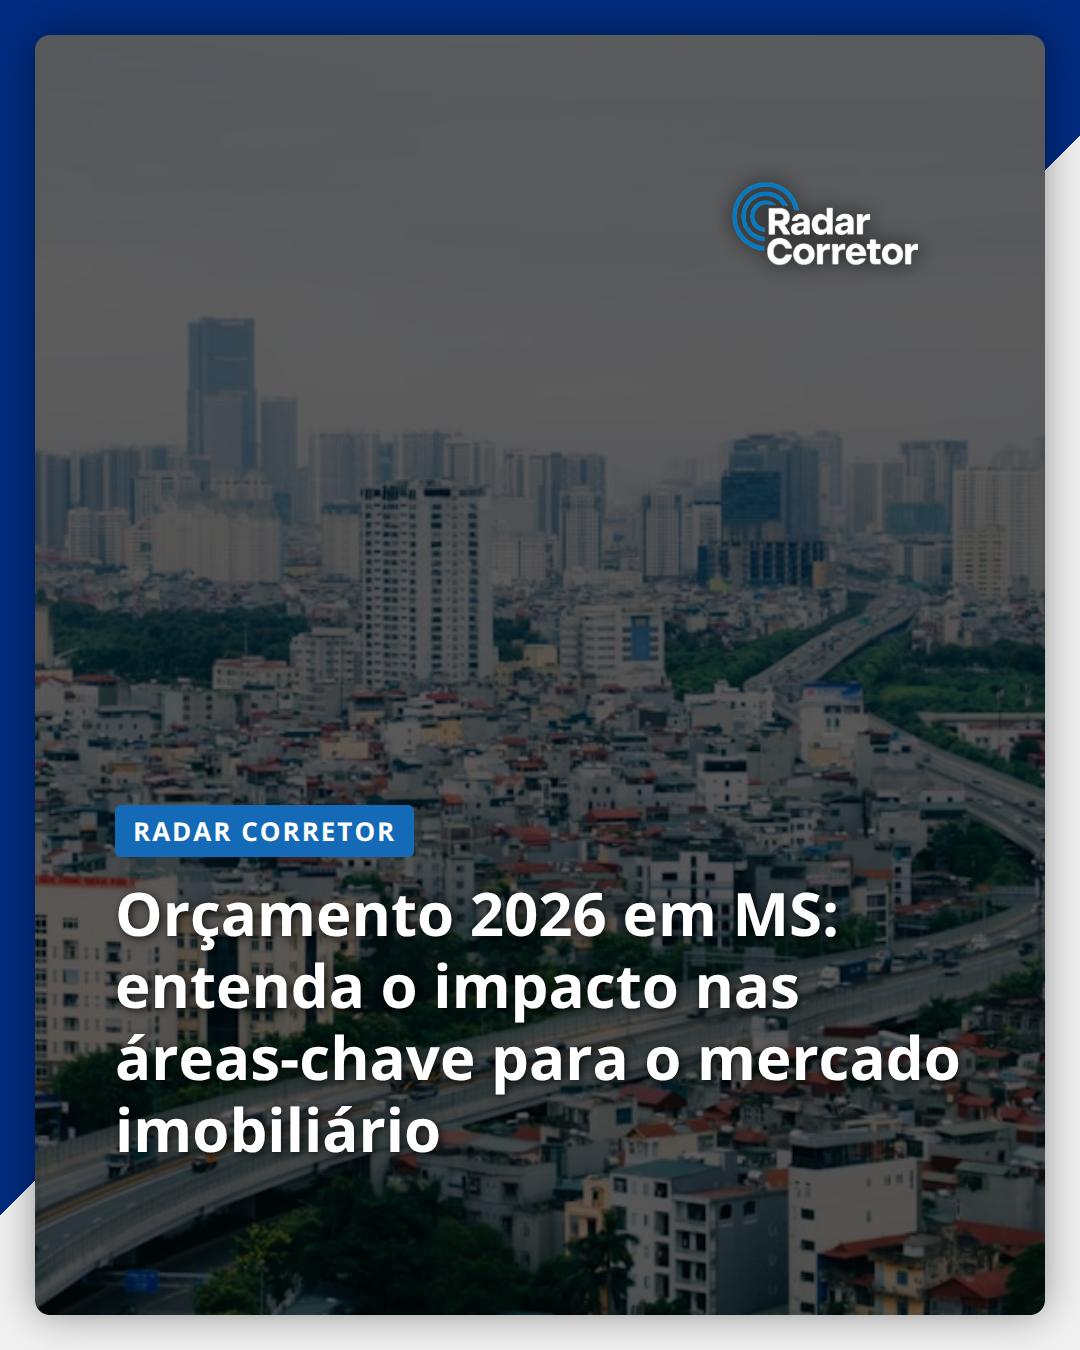 Radar
Corretor
RADAR CORRETOR
Orçamento 2026 em MS:
entenda o impacto nas
áreas-chave para o mercado
imobiliário